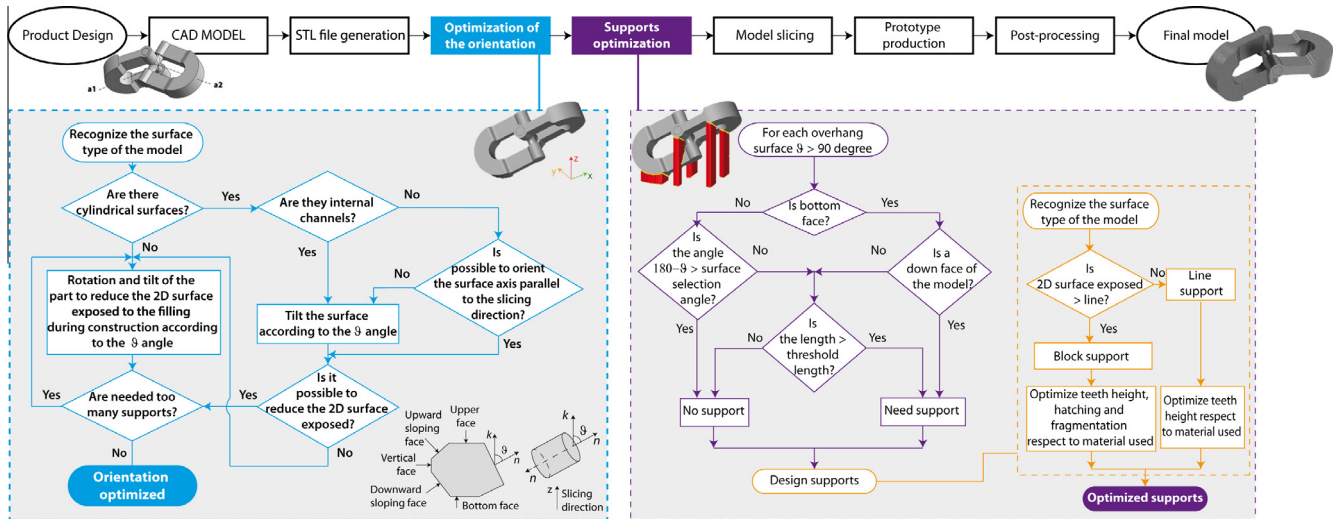 Product Design
CAD MODEL
STL file generation
Optimization of
the orientation
Supports
optimization
Model slicing
Prototype
production
Post-processing
Final model
a1
a2
Recognize the surface
type of the model
Are there
cylindrical surfaces?
Yes
No
Are they internal
channels?
No
Yes
Is
possible to orient
the surface axis parallel
to the slicing
direction?
No
Yes
Rotation and tilt of the
part to reduce the 2D surface
exposed to the filling
during construction according
to the ϑ angle
Tilt the surface
according to the ϑ angle
Are needed too
many supports?
Yes
No
Is it
possible to
reduce the 2D surface
exposed?
Yes
No
Orientation
optimized
z
y
x
Upper
face
Upward
sloping
face
Vertical
face
Downward
sloping face
Bottom face
k
ϑ
n
k
ϑ
n
n
z
Slicing
direction
For each overhang
surface ϑ > 90 degree
Is bottom
face?
No
Yes
Is
the angle
180−ϑ > surface
selection
angle?
No
Yes
Is a
down face of
the model?
No
Yes
Is
the length >
threshold
length?
No
Yes
No support
Need support
Design supports
Recognize the surface
type of the model
Is
2D surface exposed
> line?
No
Yes
Line
support
Block support
Optimize teeth height,
hatching and
fragmentation
respect to material used
Optimize teeth
height respect
to material used
Optimized supports